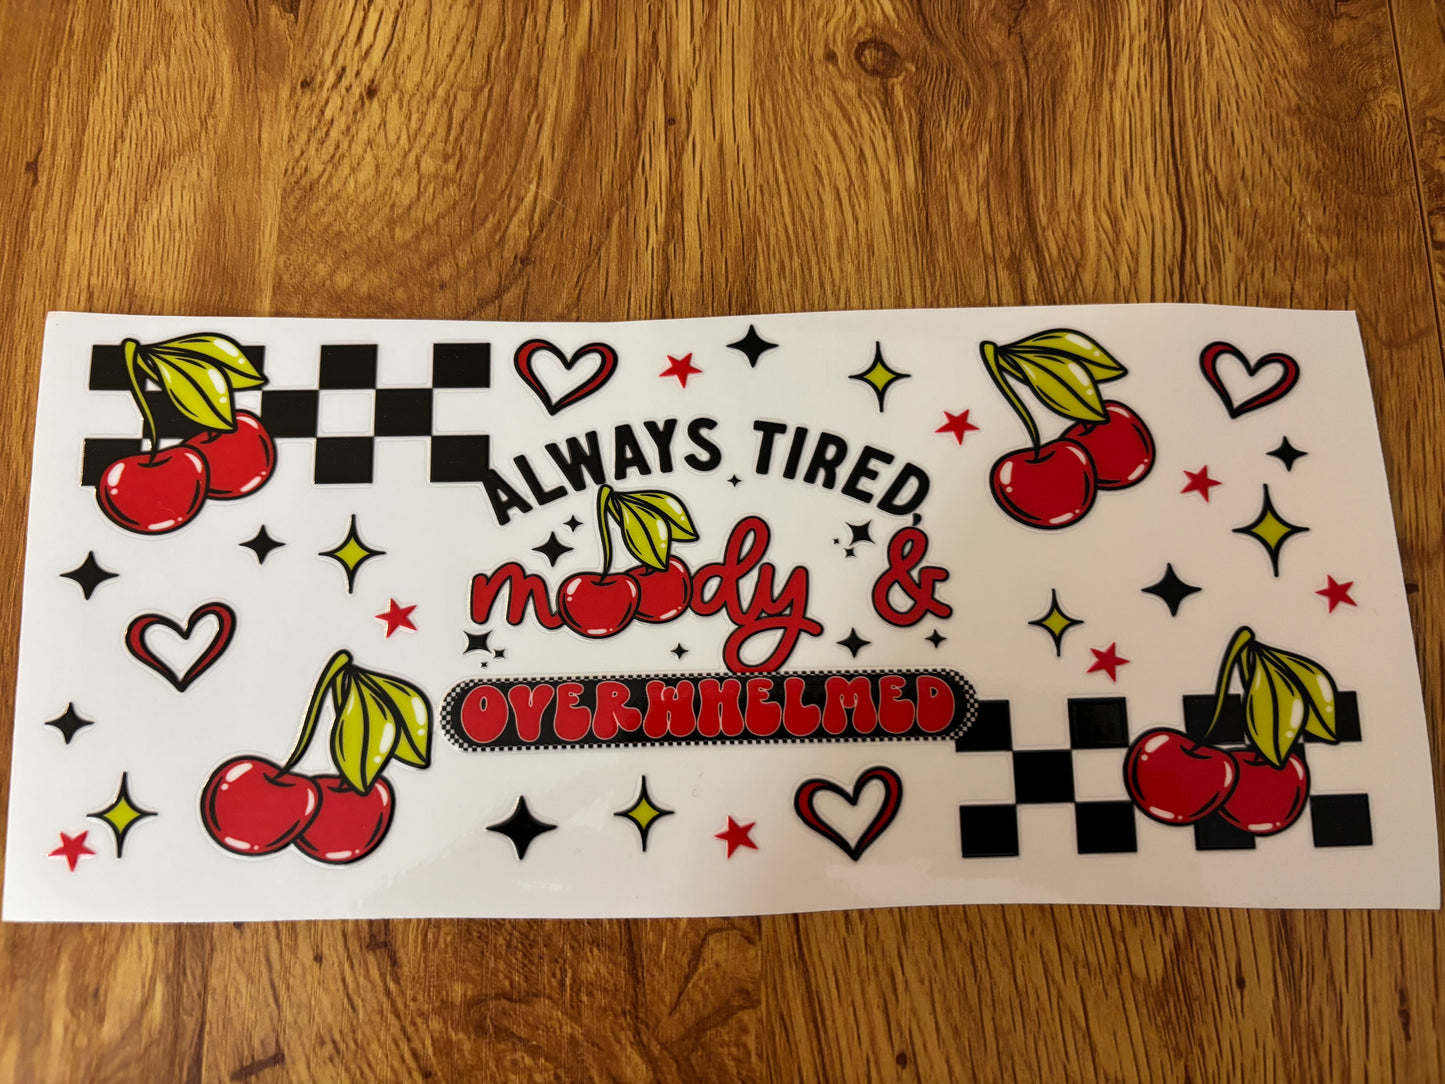 ALWAYS TIRED,
moody &
OVERWHELMED